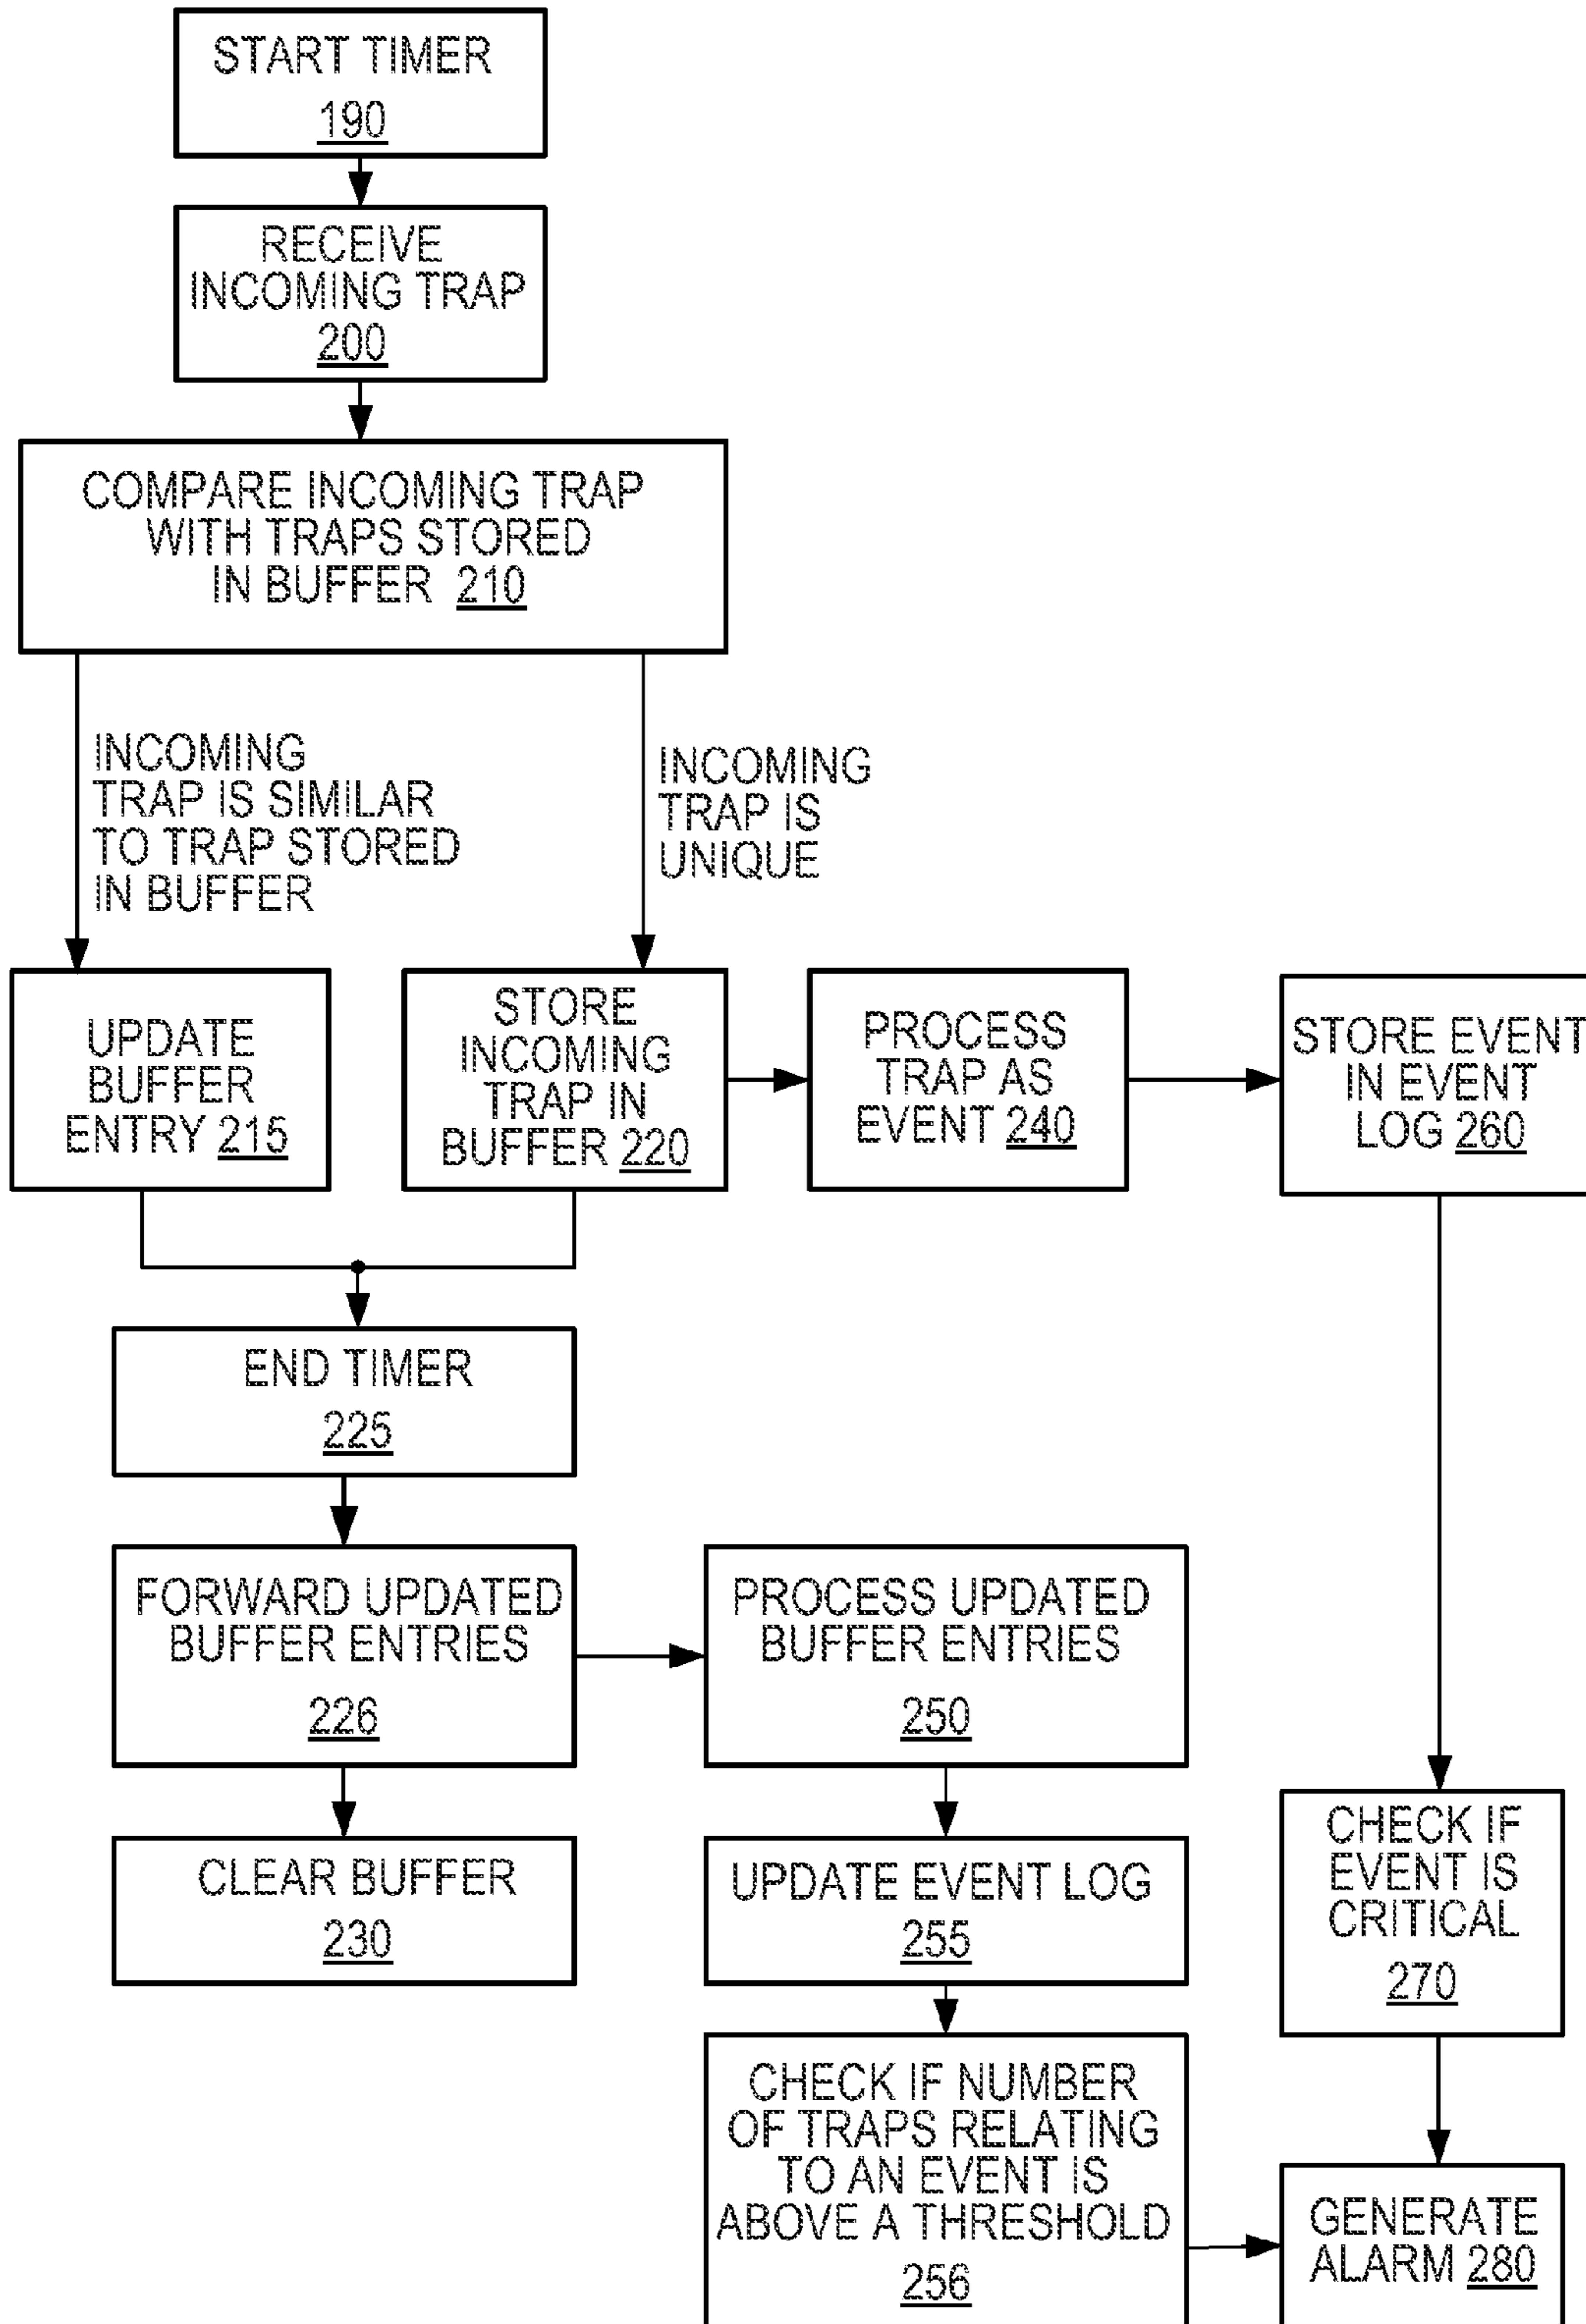 START TIMER
190
RECEIVE
INCOMING TRAP
200
COMPARE INCOMING TRAP
WITH TRAPS STORED
IN BUFFER 210
INCOMING
TRAP IS SIMILAR
TO TRAP STORED
IN BUFFER
INCOMING
TRAP IS
UNIQUE
UPDATE
BUFFER
ENTRY 215
STORE
INCOMING
TRAP IN
BUFFER 220
PROCESS
TRAP AS
EVENT 240
STORE EVENT
IN EVENT
LOG 260
END TIMER
225
FORWARD UPDATED
BUFFER ENTRIES
226
PROCESS UPDATED
BUFFER ENTRIES
250
CLEAR BUFFER
230
UPDATE EVENT LOG
255
CHECK IF
EVENT IS
CRITICAL
270
CHECK IF NUMBER
OF TRAPS RELATING
TO AN EVENT IS
ABOVE A THRESHOLD
256
GENERATE
ALARM 280